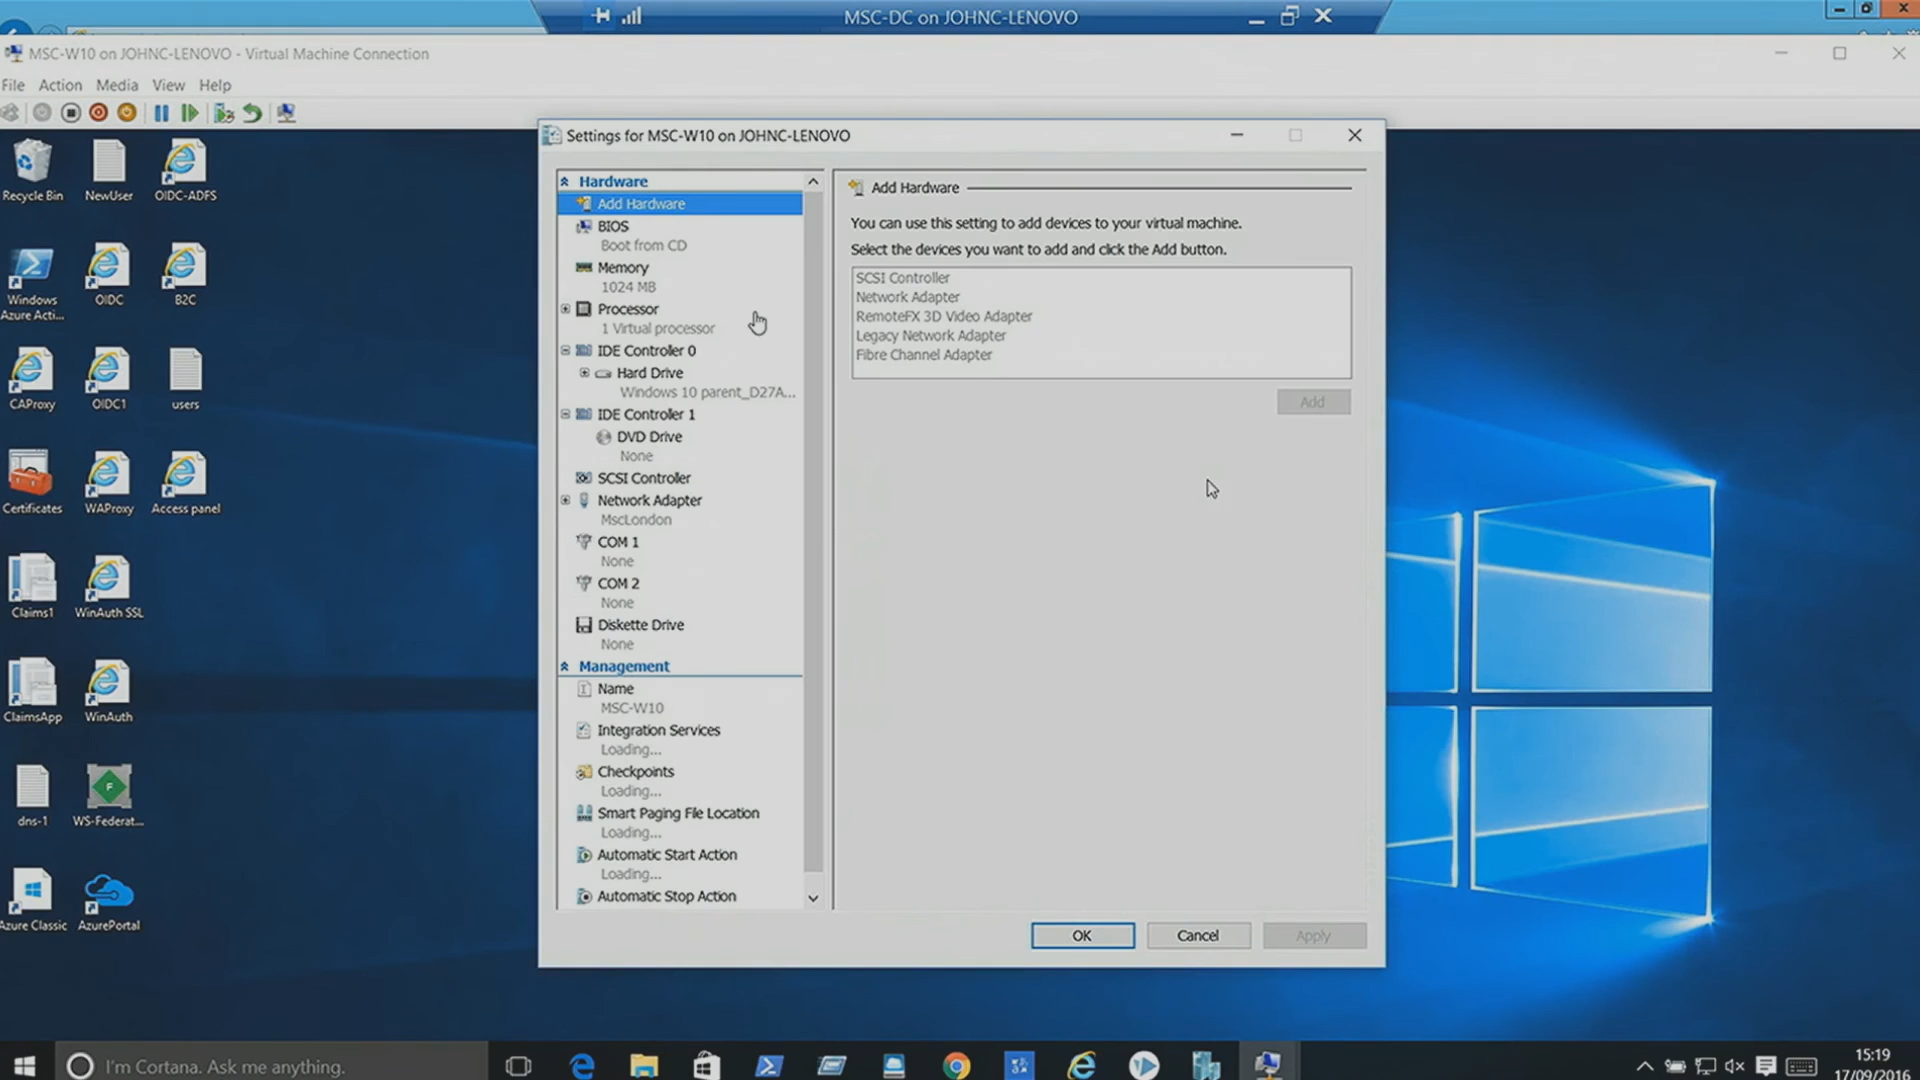 MSC-DC on JOHNC-LENOVO
MSC-W10 on JOHNC-LENOVO - Virtual Machine Connection
File Action Media View Help
Settings for MSC-W10 on JOHNC-LENOVO
Recycle Bin
NewUser
OIDC-ADFS
Windows
Azure Acti...
OIDC
B2C
CAProxy
OIDC1
users
Certificates
WAProxy
Access panel
Claims1
WinAuth SSL
ClaimsApp
WinAuth
dns-1
WS-Federat...
Azure Classic
AzurePortal
Hardware
Add Hardware
BIOS
Boot from CD
Memory
1024 MB
Processor
1 Virtual processor
IDE Controller 0
Hard Drive
Windows 10 parent_D27A...
IDE Controller 1
DVD Drive
None
SCSI Controller
Network Adapter
MscLondon
COM 1
None
COM 2
None
Diskette Drive
None
Management
Name
MSC-W10
Integration Services
Loading...
Checkpoints
Loading...
Smart Paging File Location
Loading...
Automatic Start Action
Loading...
Automatic Stop Action
Add Hardware
You can use this setting to add devices to your virtual machine.
Select the devices you want to add and click the Add button.
SCSI Controller
Network Adapter
RemoteFX 3D Video Adapter
Legacy Network Adapter
Fibre Channel Adapter
Add
OK
Cancel
Apply
I'm Cortana. Ask me anything.
15:19
17/09/2016